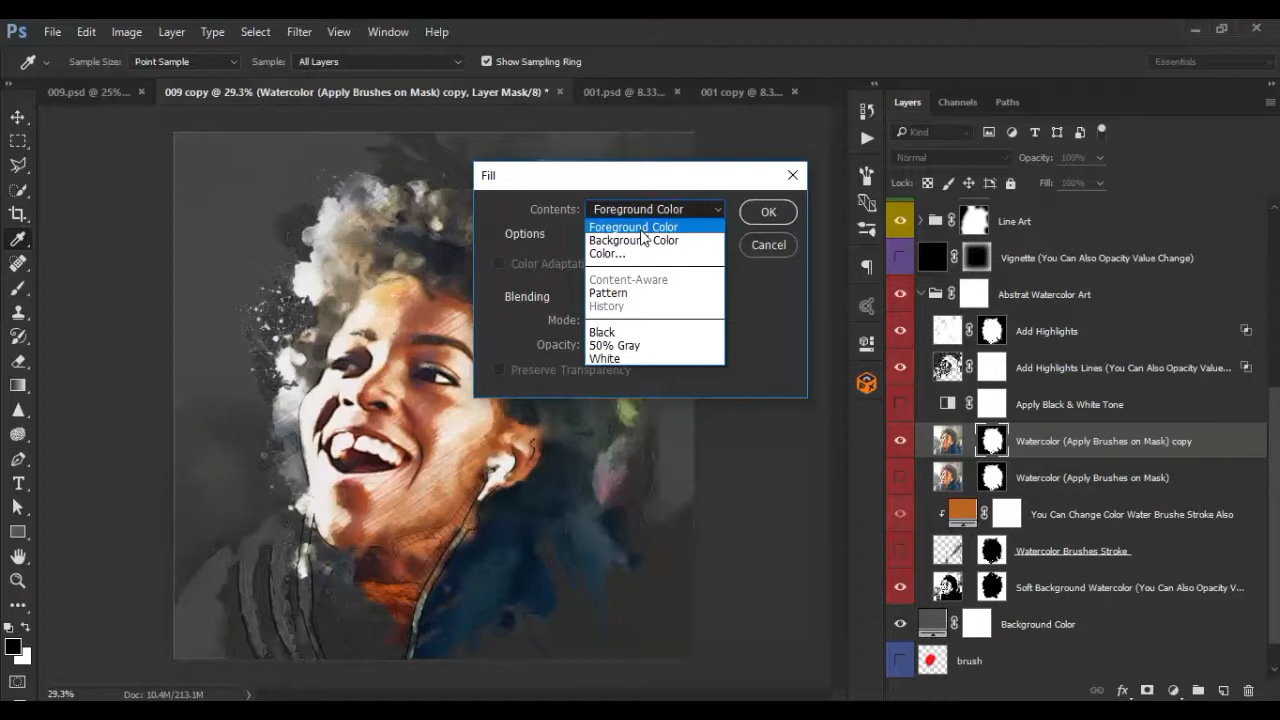 Ps File Edit Image Layer Type Select Filter View Window Help
Sample Size: Point Sample Sample: All Layers Show Sampling Ring Essentials
009.psd @ 25%... × 009 copy @ 29.3% (Watercolor (Apply Brushes on Mask) copy, Layer Mask/8) * × 001.psd @ 8.33... × 001 copy @ 8.3... ×
Layers Channels Paths
Kind
Normal Opacity: 100%
Lock: Fill: 100%
Line Art
Vignette (You Can Also Opacity Value Change)
Abstrat Watercolor Art
Add Highlights
Add Highlights Lines (You Can Also Opacity Value...
Apply Black & White Tone
Watercolor (Apply Brushes on Mask) copy
Watercolor (Apply Brushes on Mask)
You Can Change Color Water Brushe Stroke Also
Watercolor Brushes Stroke
Soft Background Watercolor (You Can Also Opacity V...
Background Color
brush
Fill
Contents: Foreground Color
OK
Cancel
Options
Blending
Mode:
Opacity:
Preserve Transparency
Foreground Color
Background Color
Color...
Content-Aware
Pattern
History
Black
50% Gray
White
29.3% Doc: 10.4M/213.1M